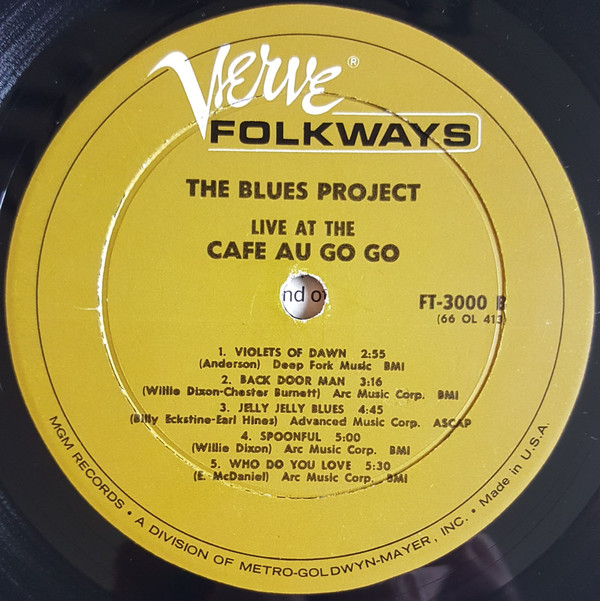 Verve®
FOLKWAYS
THE BLUES PROJECT
LIVE AT THE
CAFE AU GO GO
nd of
FT-3000 B
(66 OL 413)
1. VIOLETS OF DAWN 2:55
(Anderson) Deep Fork Music BMI
2. BACK DOOR MAN 3:16
(Willie Dixon-Chester Burnett) Arc Music Corp. BMI
3. JELLY JELLY BLUES 4:45
(Billy Eckstine-Earl Hines) Advanced Music Corp. ASCAP
4. SPOONFUL 5:00
(Willie Dixon) Arc Music Corp. BMI
5. WHO DO YOU LOVE 5:30
(E. McDaniel) Arc Music Corp. BMI
MGM RECORDS • A DIVISION OF METRO-GOLDWYN-MAYER, INC. • Made in U.S.A.